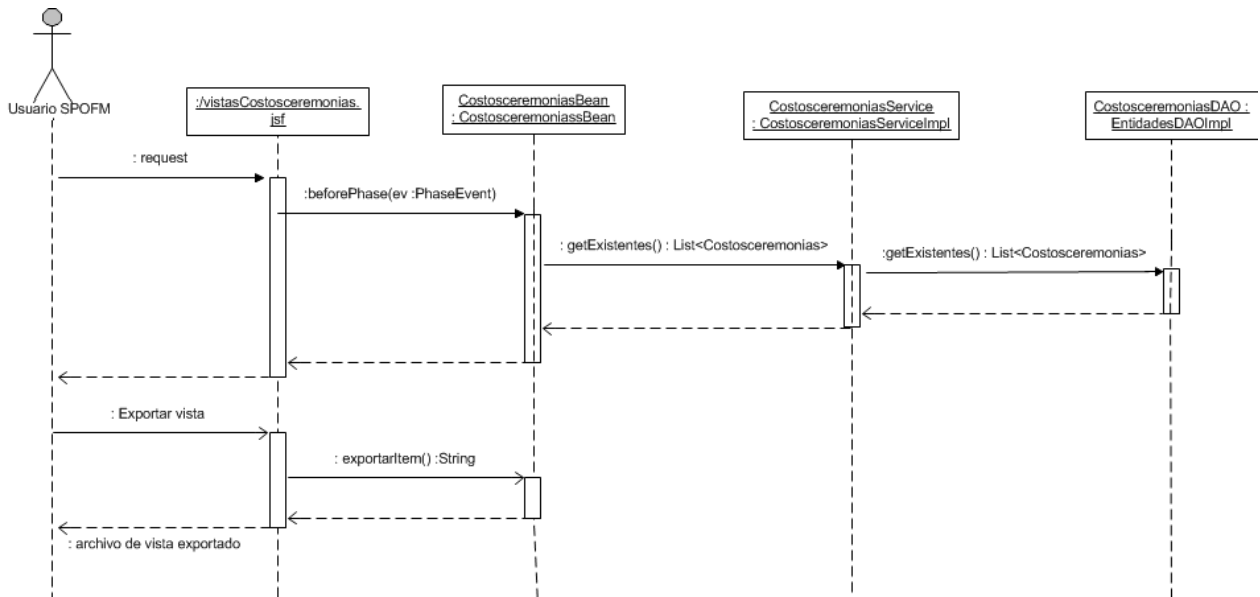 Usuario SPOFM
:/vistasCostosceremonias.
jsf
CostosceremoniasBean
: CostosceremoniassBean
CostosceremoniasService
: CostosceremoniasServiceImpl
CostosceremoniasDAO :
EntidadesDAOImpl
: request
:beforePhase(ev :PhaseEvent)
: getExistentes() : List<Costosceremonias>
:getExistentes() : List<Costosceremonias>
: Exportar vista
: exportarItem() :String
: archivo de vista exportado